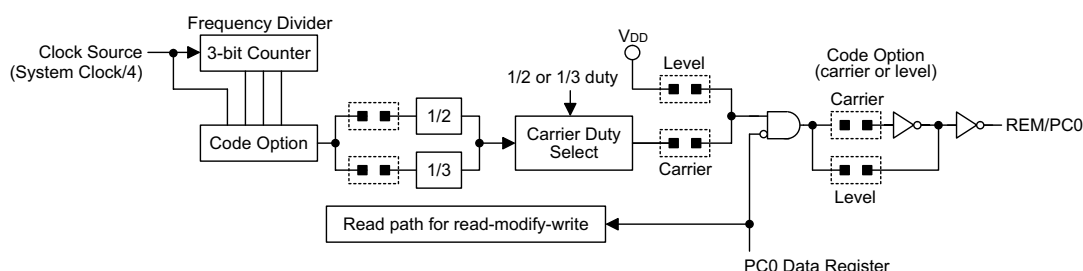 Frequency Divider
Clock Source
(System Clock/4)
3-bit Counter
Code Option
1/2
1/3
1/2 or 1/3 duty
Carrier Duty
Select
VDD
Level
Carrier
Code Option
(carrier or level)
Carrier
Level
REM/PC0
Read path for read-modify-write
PC0 Data Register